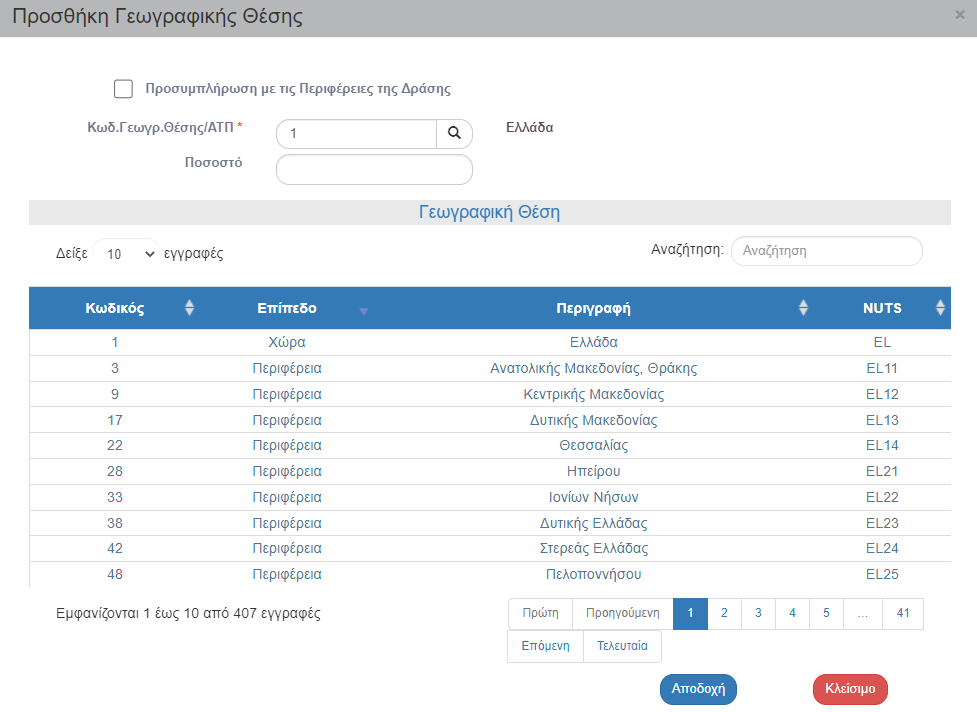 Προσθήκη Γεωγραφικής Θέσης ×
Προσυμπλήρωση με τις Περιφέρειες της Δράσης
Κωδ.Γεωγρ.Θέσης/ΑΤΠ * 1 Ελλάδα
Ποσοστό
Γεωγραφική Θέση
Δείξε 10 εγγραφές Αναζήτηση: Αναζήτηση
Κωδικός Επίπεδο Περιγραφή NUTS
1 Χώρα Ελλάδα EL
3 Περιφέρεια Ανατολικής Μακεδονίας, Θράκης EL11
9 Περιφέρεια Κεντρικής Μακεδονίας EL12
17 Περιφέρεια Δυτικής Μακεδονίας EL13
22 Περιφέρεια Θεσσαλίας EL14
28 Περιφέρεια Ηπείρου EL21
33 Περιφέρεια Ιονίων Νήσων EL22
38 Περιφέρεια Δυτικής Ελλάδας EL23
42 Περιφέρεια Στερεάς Ελλάδας EL24
48 Περιφέρεια Πελοποννήσου EL25
Εμφανίζονται 1 έως 10 από 407 εγγραφές Πρώτη Προηγούμενη 1 2 3 4 5 ... 41
Επόμενη Τελευταία
Αποδοχή Κλείσιμο